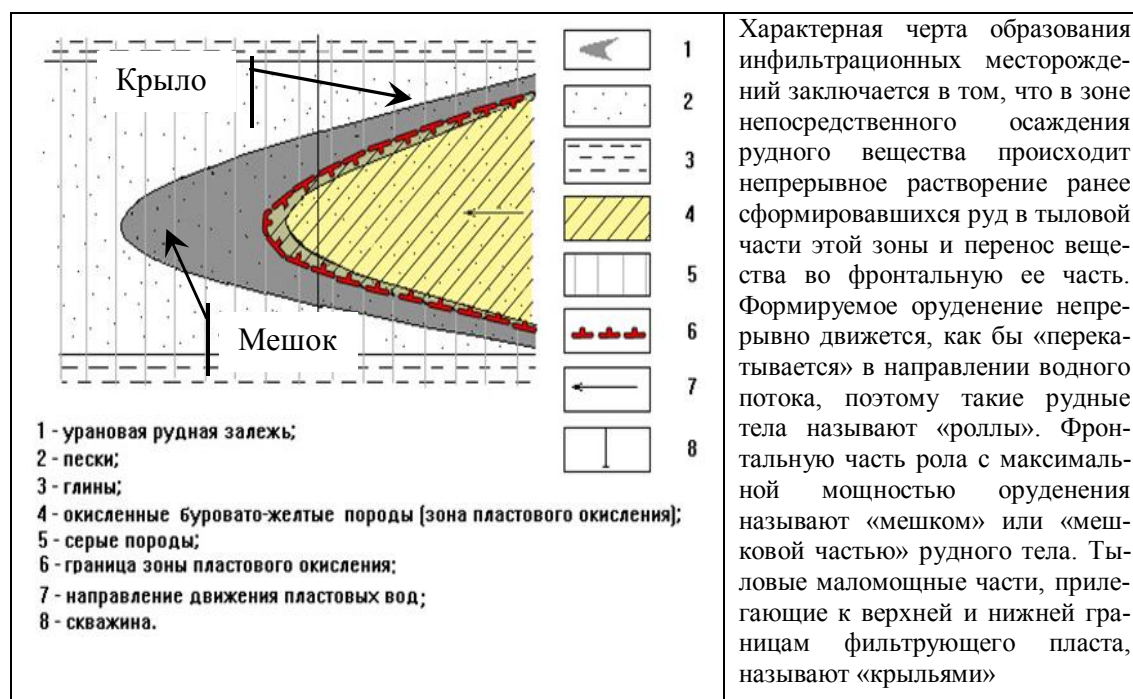 Крыло
Мешок
1
2
3
4
5
6
7
8
1 - урановая рудная залежь;
2 - пески;
3 - глины;
4 - окисленные буровато-желтые породы (зона пластового окисления);
5 - серые породы;
6 - граница зоны пластового окисления;
7 - направление движения пластовых вод;
8 - скважина.
Характерная черта образования
инфильтрационных месторожде-
ний заключается в том, что в зоне
непосредственного осаждения
рудного вещества происходит
непрерывное растворение ранее
сформировавшихся руд в тыловой
части этой зоны и перенос веще-
ства во фронтальную ее часть.
Формируемое оруденение непре-
рывно движется, как бы «перека-
тывается» в направлении водного
потока, поэтому такие рудные
тела называют «роллы». Фрон-
тальную часть рола с максималь-
ной мощностью оруденения
называют «мешком» или «меш-
ковой частью» рудного тела. Ты-
ловые маломощные части, приле-
гающие к верхней и нижней гра-
ницам фильтрующего пласта,
называют «крыльями»